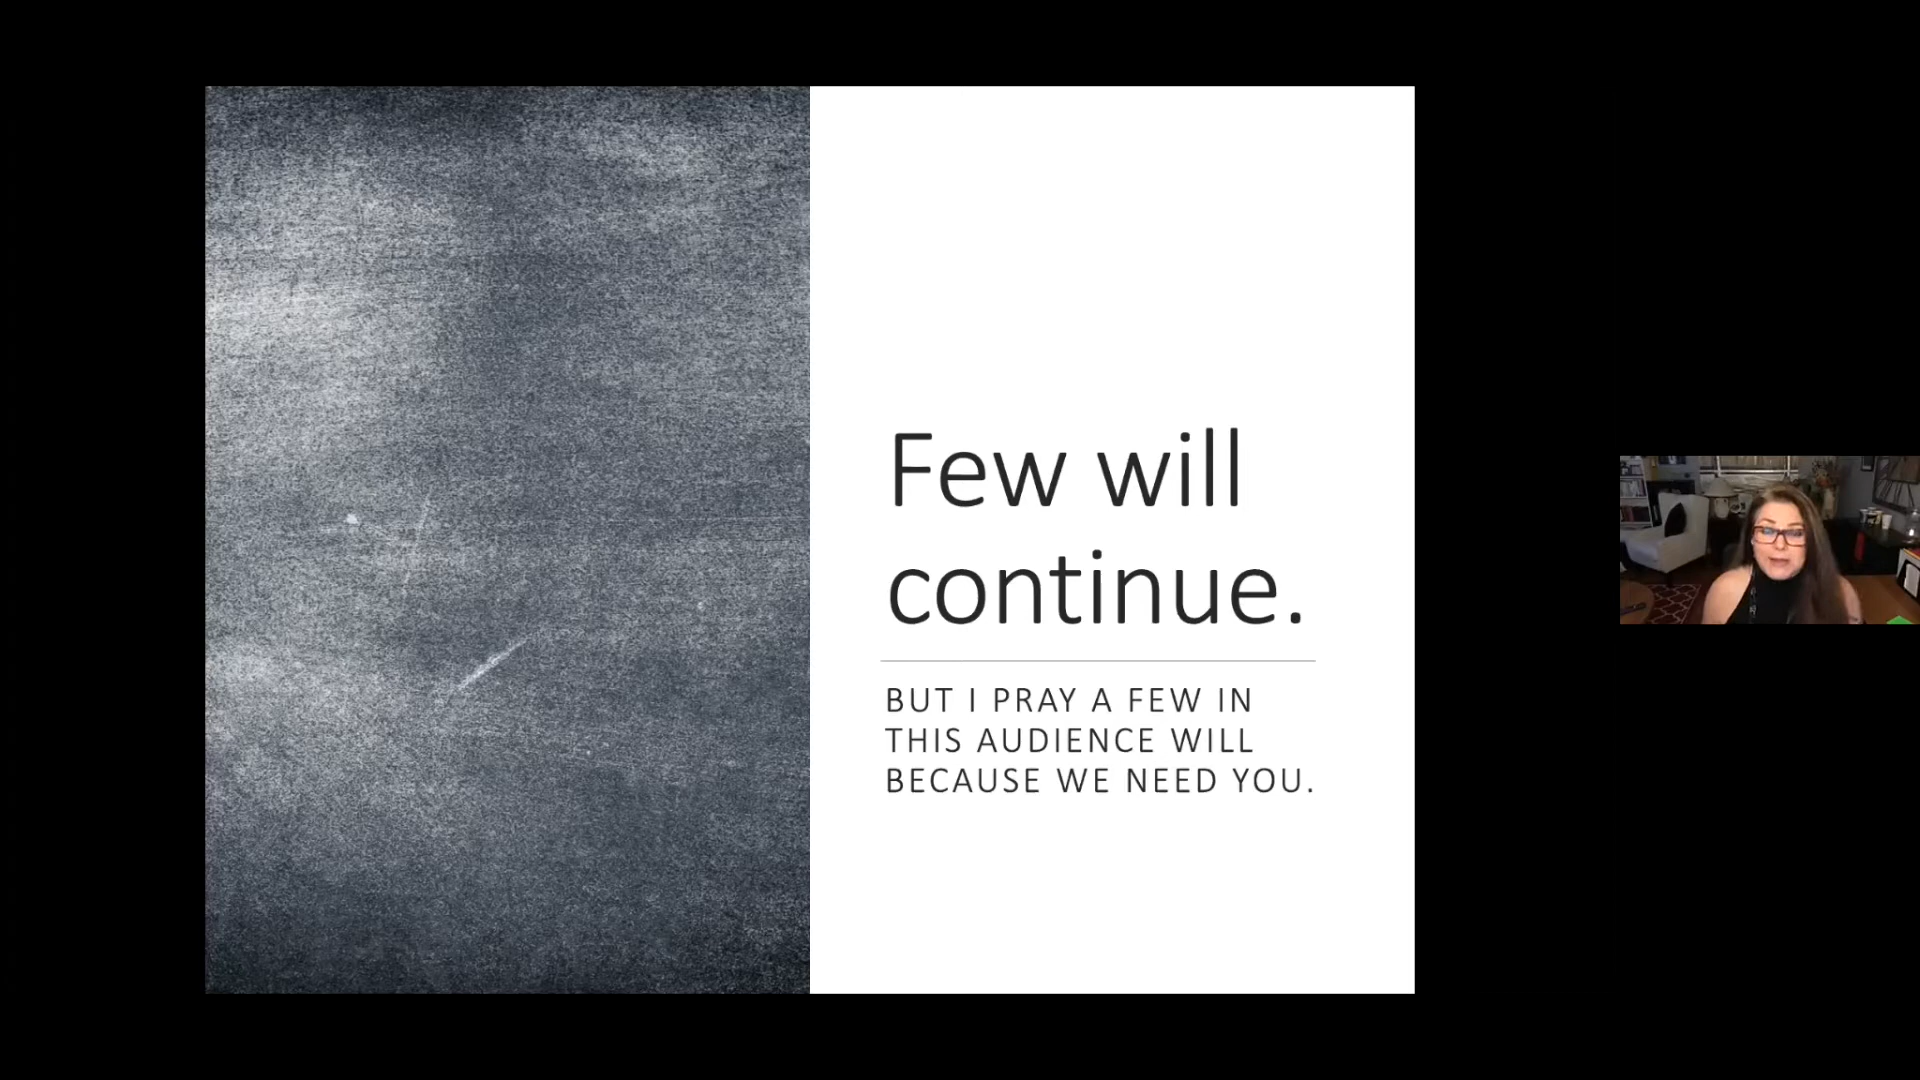 Few will
continue.
BUT I PRAY A FEW IN
THIS AUDIENCE WILL
BECAUSE WE NEED YOU.